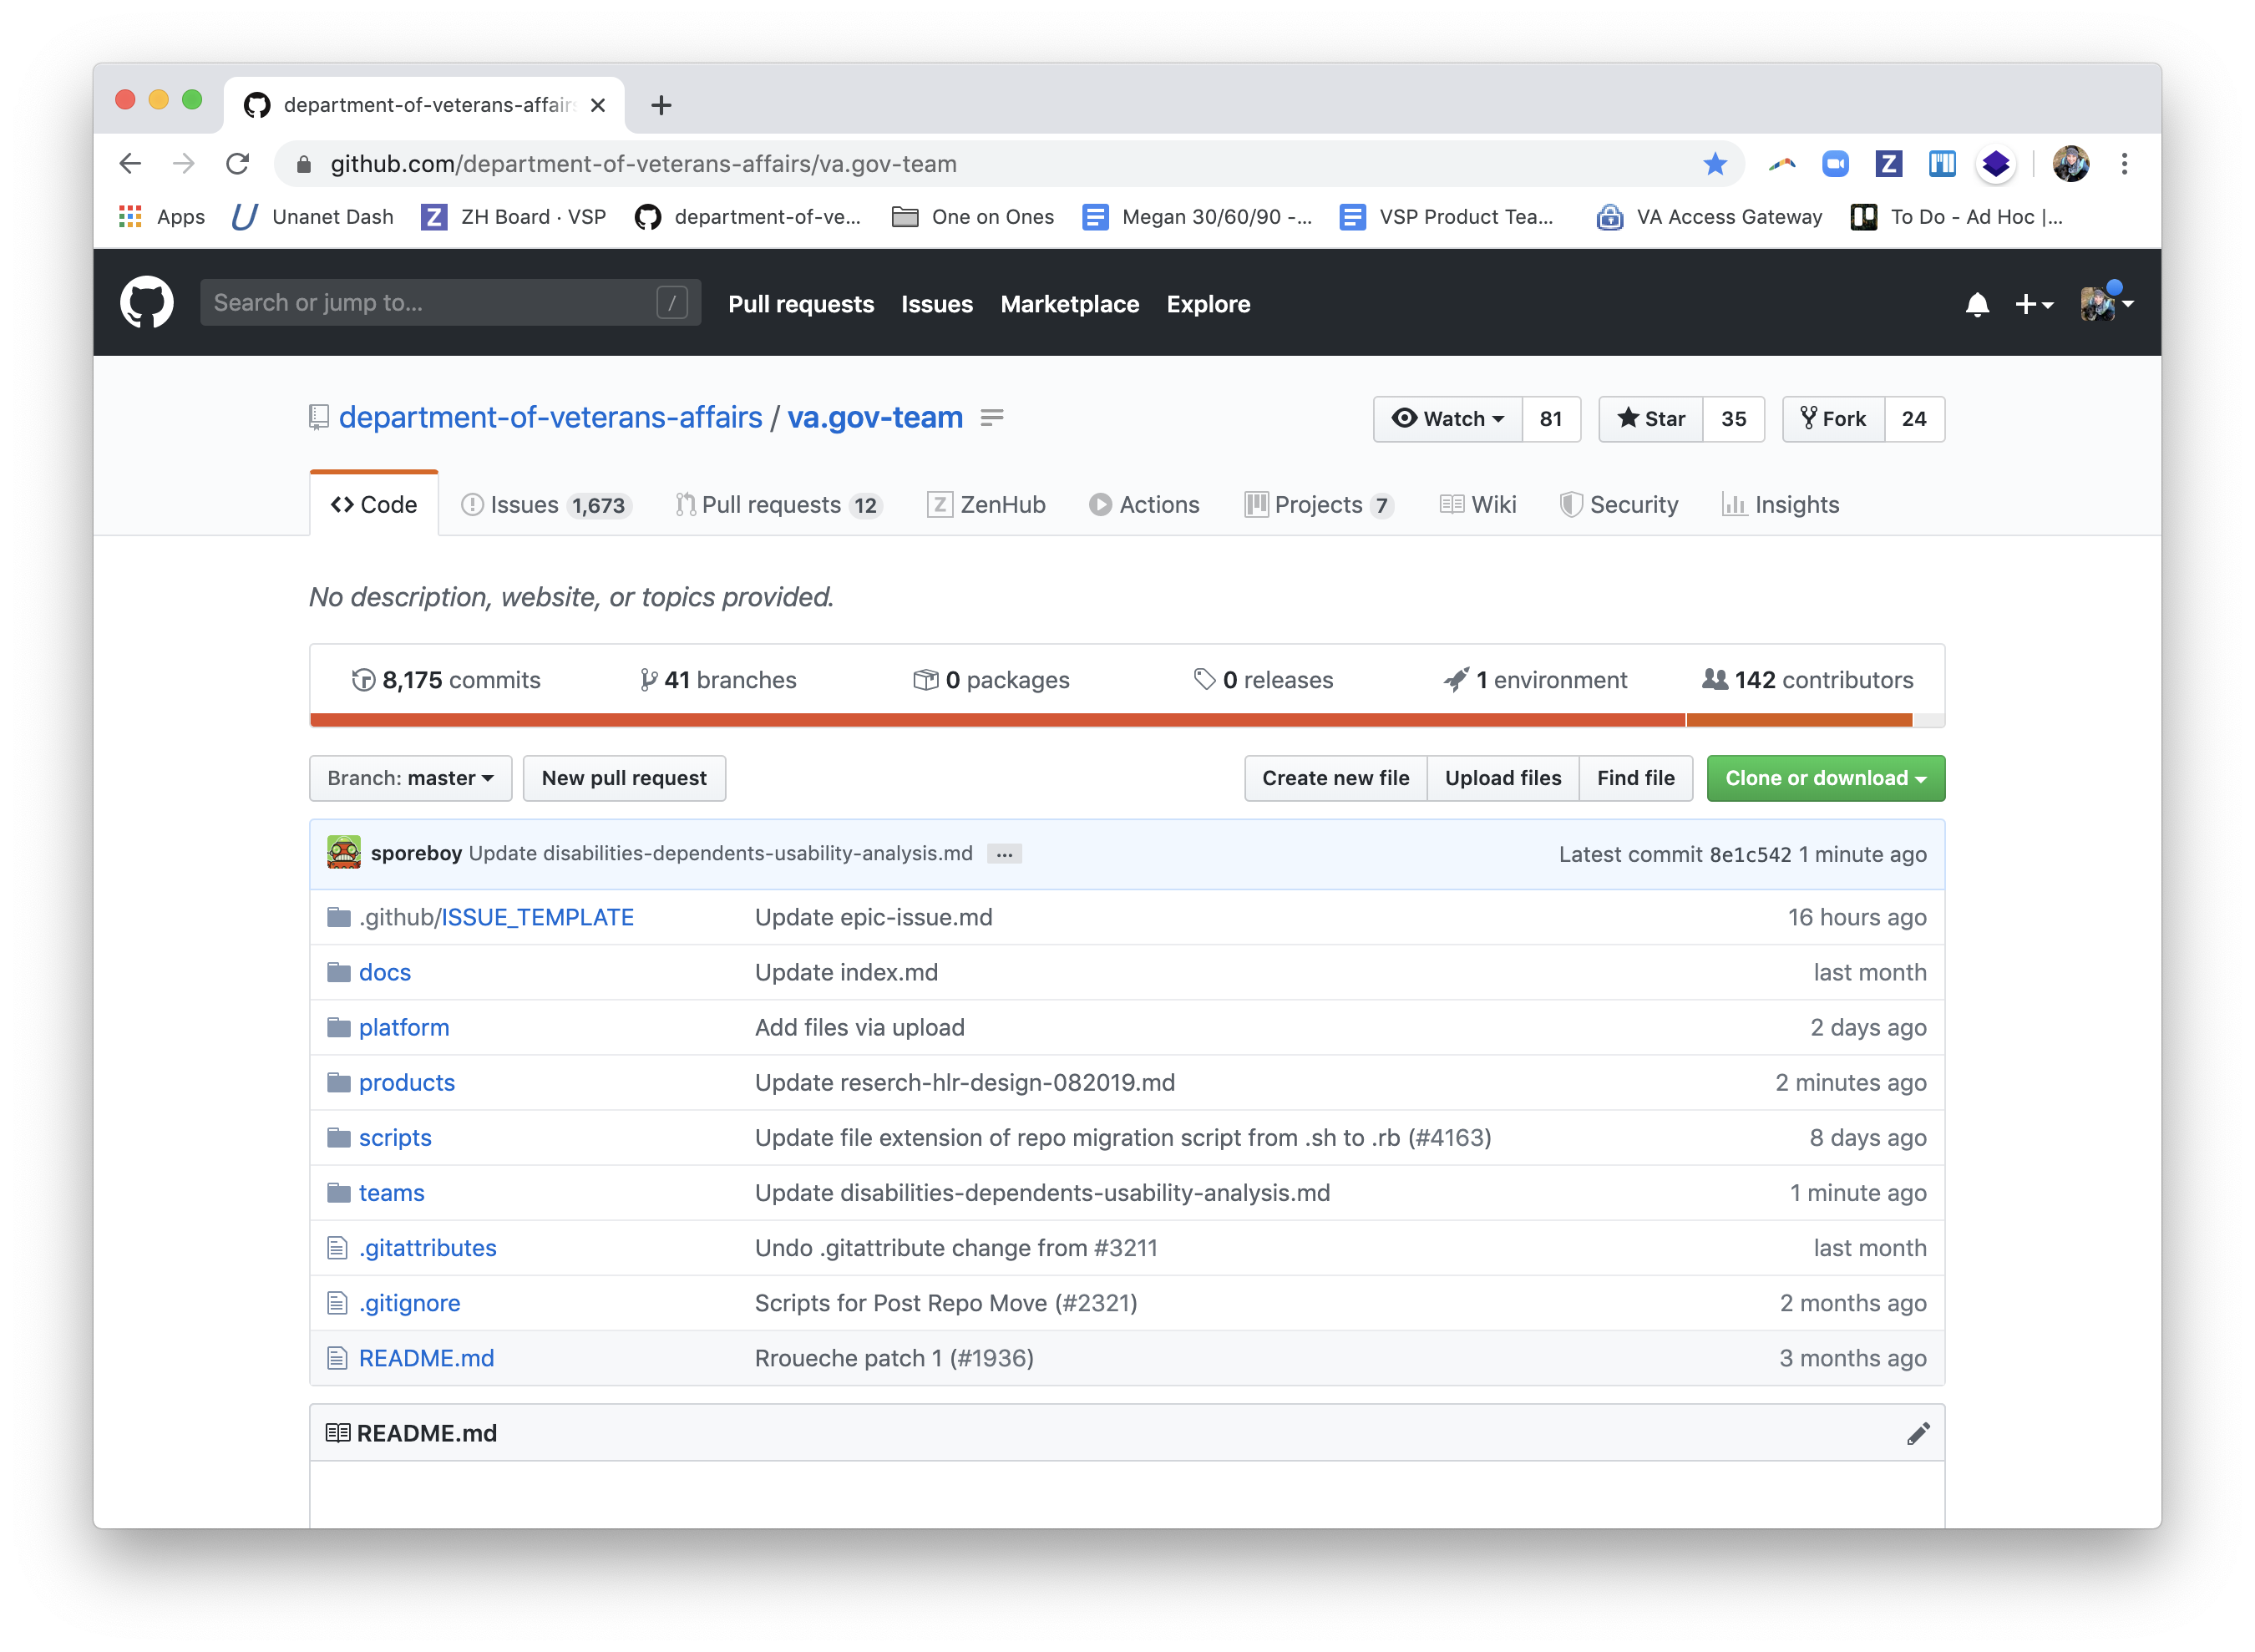 department-of-veterans-affairs
github.com/department-of-veterans-affairs/va.gov-team
Apps Unanet Dash Z ZH Board · VSP department-of-ve... One on Ones Megan 30/60/90 -... VSP Product Tea... VA Access Gateway To Do - Ad Hoc |...
Search or jump to... / Pull requests Issues Marketplace Explore
department-of-veterans-affairs / va.gov-team Watch 81 Star 35 Fork 24
Code Issues 1,673 Pull requests 12 Z ZenHub Actions Projects 7 Wiki Security Insights
No description, website, or topics provided.
8,175 commits 41 branches 0 packages 0 releases 1 environment 142 contributors
Branch: master New pull request Create new file Upload files Find file Clone or download
sporeboy Update disabilities-dependents-usability-analysis.md ... Latest commit 8e1c542 1 minute ago
.github/ISSUE_TEMPLATE Update epic-issue.md 16 hours ago
docs Update index.md last month
platform Add files via upload 2 days ago
products Update reserch-hlr-design-082019.md 2 minutes ago
scripts Update file extension of repo migration script from .sh to .rb (#4163) 8 days ago
teams Update disabilities-dependents-usability-analysis.md 1 minute ago
.gitattributes Undo .gitattribute change from #3211 last month
.gitignore Scripts for Post Repo Move (#2321) 2 months ago
README.md Rroueche patch 1 (#1936) 3 months ago
README.md